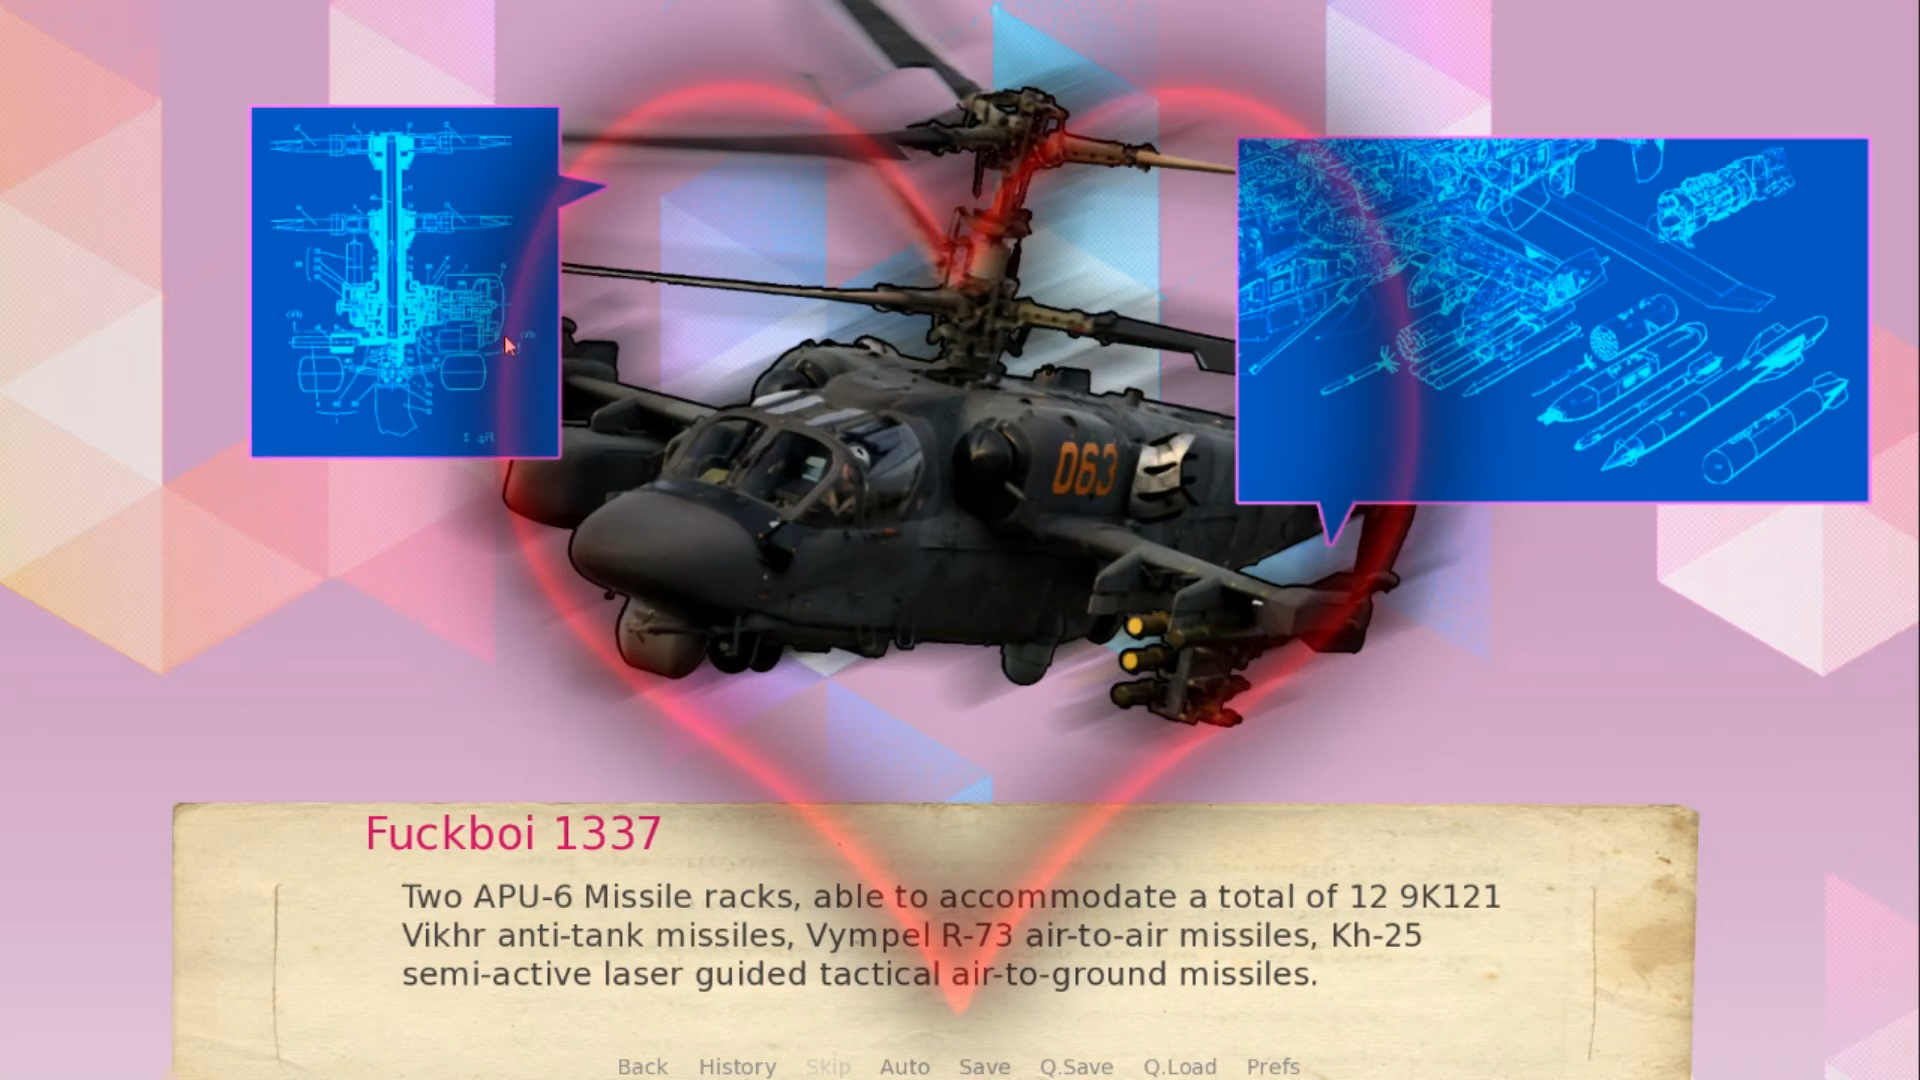 063
Fuckboi 1337
Two APU-6 Missile racks, able to accommodate a total of 12 9K121
Vikhr anti-tank missiles, Vympel R-73 air-to-air missiles, Kh-25
semi-active laser guided tactical air-to-ground missiles.
Back History Skip Auto Save Q.Save Q.Load Prefs